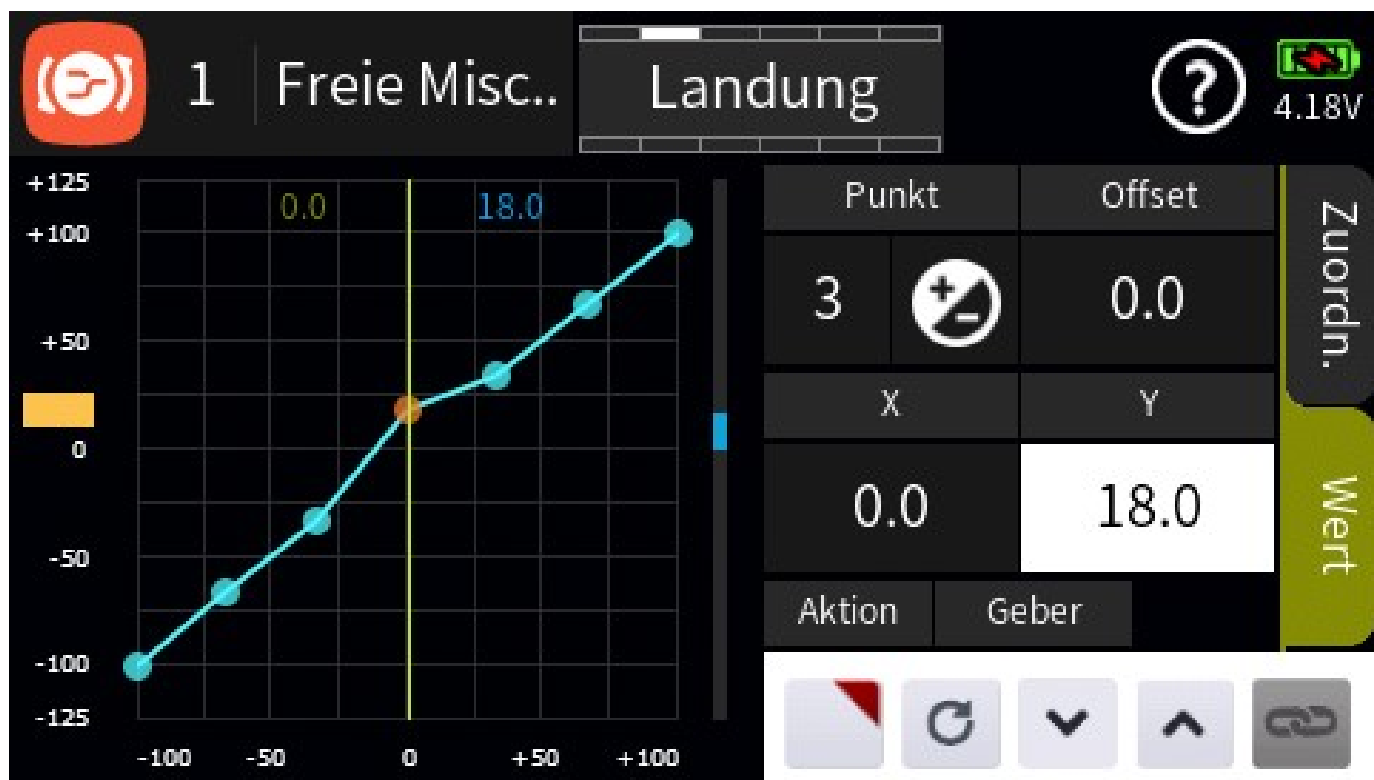 1 Freie Misc.. Landung ? 4.18V
+125
+100
+50
0
-50
-100
-125
0.0 18.0
-100 -50 0 +50 +100
Punkt Offset
3 0.0
X Y
0.0 18.0
Aktion Geber
Zuordn.
Wert